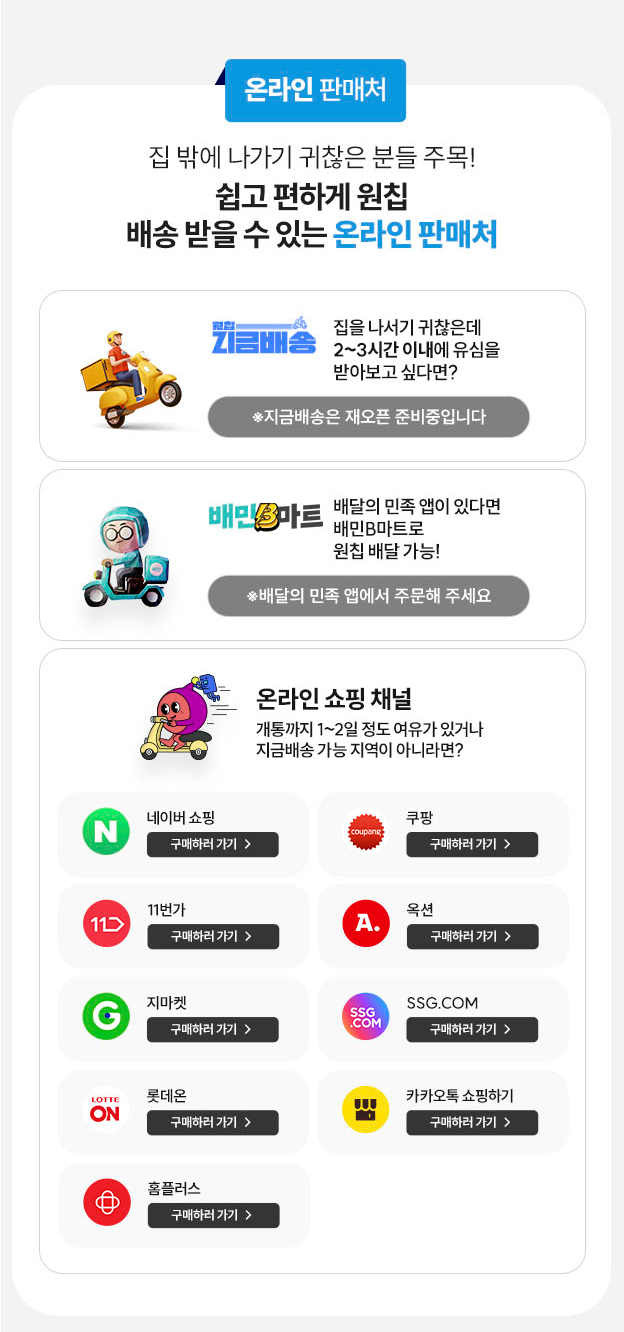 온라인 판매처
집 밖에 나가기 귀찮은 분들 주목!
쉽고 편하게 원칩
배송 받을 수 있는 온라인 판매처
원칩
지금배송
집을 나서기 귀찮은데
2~3시간 이내에 유심을
받아보고 싶다면?
※지금배송은 재오픈 준비중입니다
배민B마트
배달의 민족 앱이 있다면
배민B마트로
원칩 배달 가능!
※배달의 민족 앱에서 주문해 주세요
온라인 쇼핑 채널
개통까지 1~2일 정도 여유가 있거나
지금배송 가능 지역이 아니라면?
N
네이버 쇼핑
구매하러 가기 >
coupang
쿠팡
구매하러 가기 >
11
11번가
구매하러 가기 >
A.
옥션
구매하러 가기 >
G
지마켓
구매하러 가기 >
SSG
.COM
SSG.COM
구매하러 가기 >
LOTTE
ON
롯데온
구매하러 가기 >
카카오톡 쇼핑하기
구매하러 가기 >
홈플러스
구매하러 가기 >